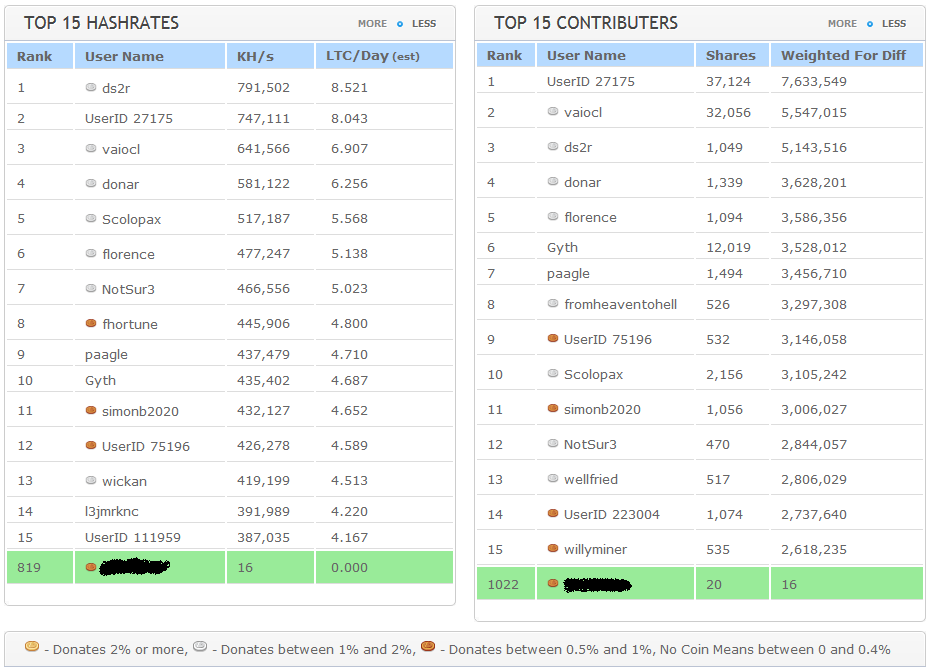 TOP 15 HASHRATES MORE LESS
Rank User Name KH/s LTC/Day (est)
1 ds2r 791,502 8.521
2 UserID 27175 747,111 8.043
3 vaiocl 641,566 6.907
4 donar 581,122 6.256
5 Scolopax 517,187 5.568
6 florence 477,247 5.138
7 NotSur3 466,556 5.023
8 fhortune 445,906 4.800
9 paagle 437,479 4.710
10 Gyth 435,402 4.687
11 simonb2020 432,127 4.652
12 UserID 75196 426,278 4.589
13 wickan 419,199 4.513
14 l3jmrknc 391,989 4.220
15 UserID 111959 387,035 4.167
819 16 0.000
TOP 15 CONTRIBUTERS MORE LESS
Rank User Name Shares Weighted For Diff
1 UserID 27175 37,124 7,633,549
2 vaiocl 32,056 5,547,015
3 ds2r 1,049 5,143,516
4 donar 1,339 3,628,201
5 florence 1,094 3,586,356
6 Gyth 12,019 3,528,012
7 paagle 1,494 3,456,710
8 fromheaventohell 526 3,297,308
9 UserID 75196 532 3,146,058
10 Scolopax 2,156 3,105,242
11 simonb2020 1,056 3,006,027
12 NotSur3 470 2,844,057
13 wellfried 517 2,806,029
14 UserID 223004 1,074 2,737,640
15 willyminer 535 2,618,235
1022 20 16
- Donates 2% or more, - Donates between 1% and 2%, - Donates between 0.5% and 1%, No Coin Means between 0 and 0.4%